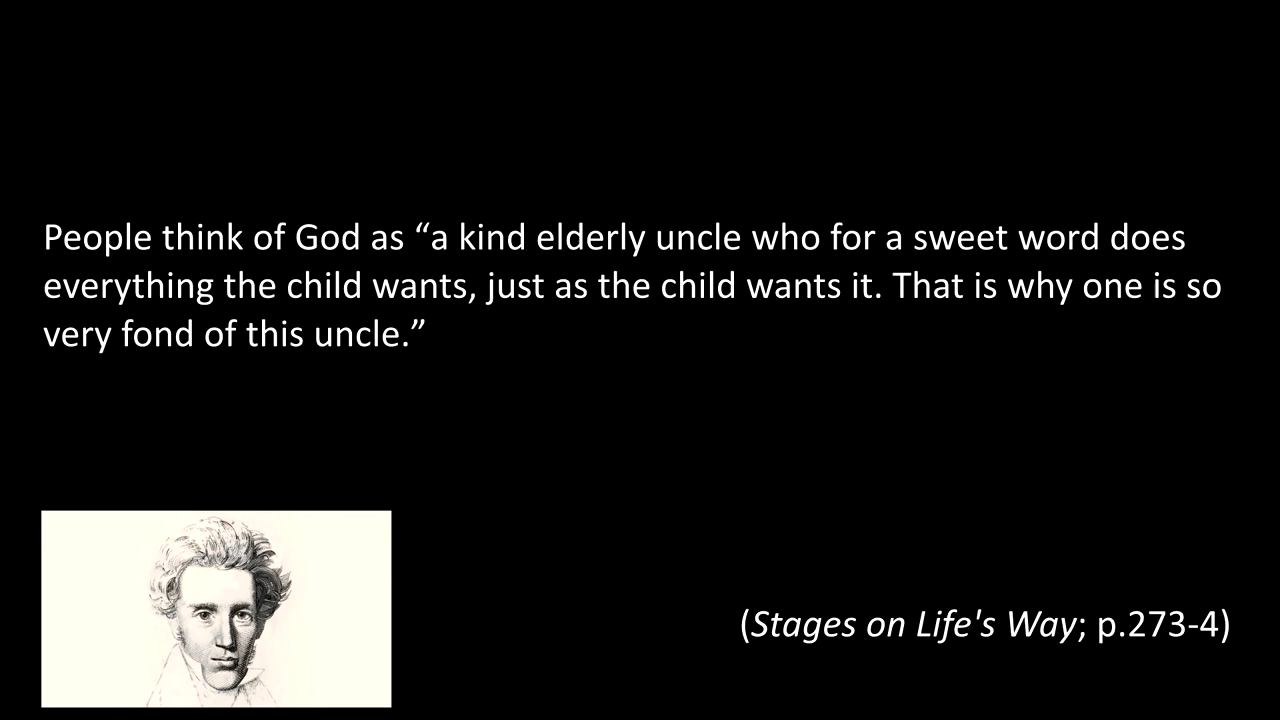 People think of God as “a kind elderly uncle who for a sweet word does
everything the child wants, just as the child wants it. That is why one is so
very fond of this uncle.”
(Stages on Life's Way; p.273-4)